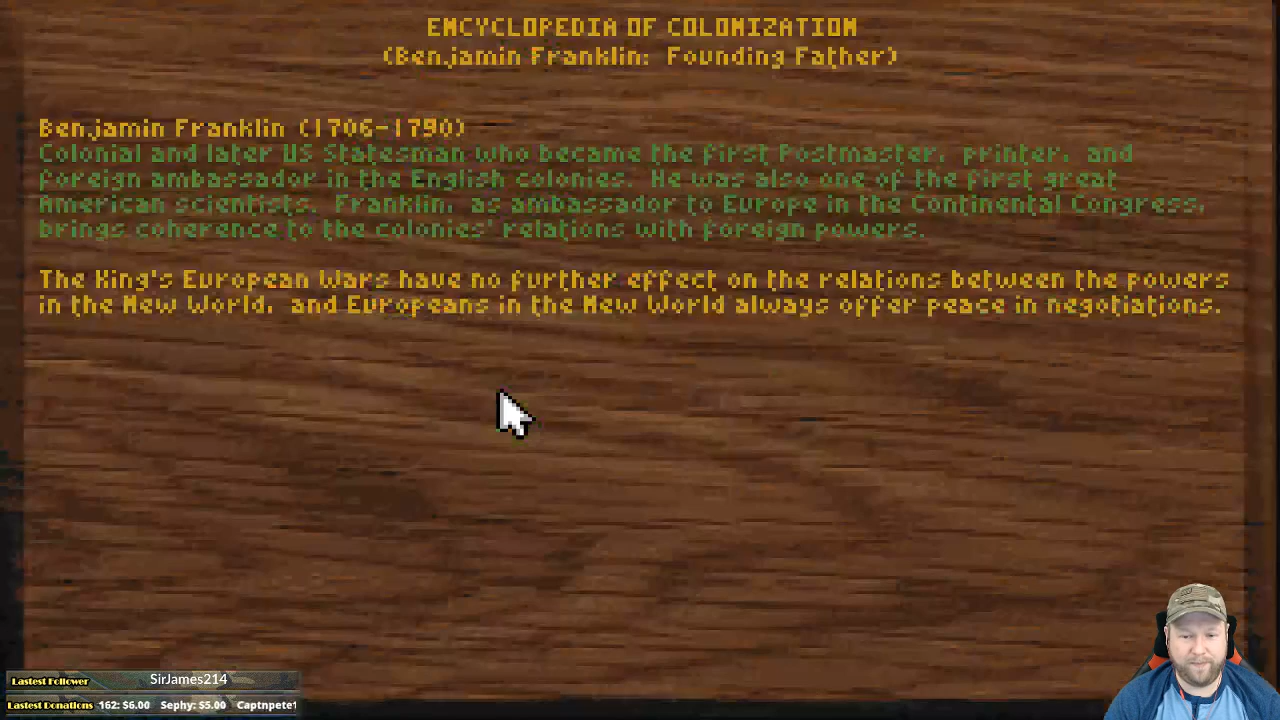 ENCYCLOPEDIA OF COLONIZATION
(Benjamin Franklin: Founding Father)
Benjamin Franklin (1706-1790)
Colonial and later US Statesman who became the first Postmaster, printer, and
foreign ambassador in the English colonies. He was also one of the first great
American scientists. Franklin, as ambassador to Europe in the Continental Congress,
brings coherence to the colonies' relations with foreign powers.
The King's European Wars have no further effect on the relations between the powers
in the New World, and Europeans in the New World always offer peace in negotiations.
Lastest Follower SirJames214
Lastest Donations 162: $6.00 Sephy: $5.00 Captnpete1